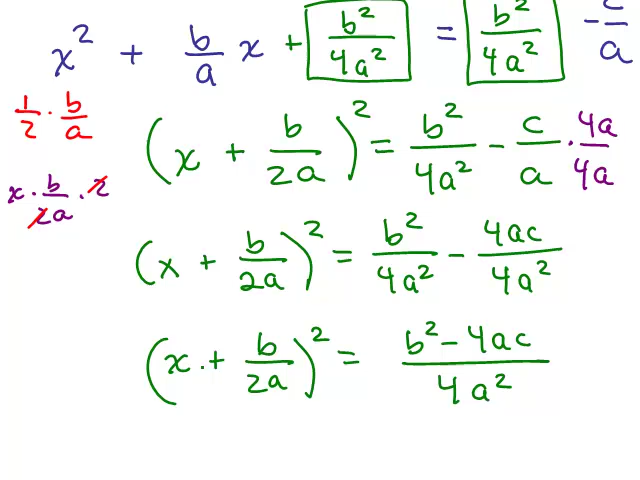 x² + b/a x + b²/4a² = b²/4a² - c/a
1/2 · b/a
(x + b/2a)² = b²/4a² - c/a · 4a/4a
x · b/2a · 2
(x + b/2a)² = b²/4a² - 4ac/4a²
(x + b/2a)² = b² - 4ac/4a²